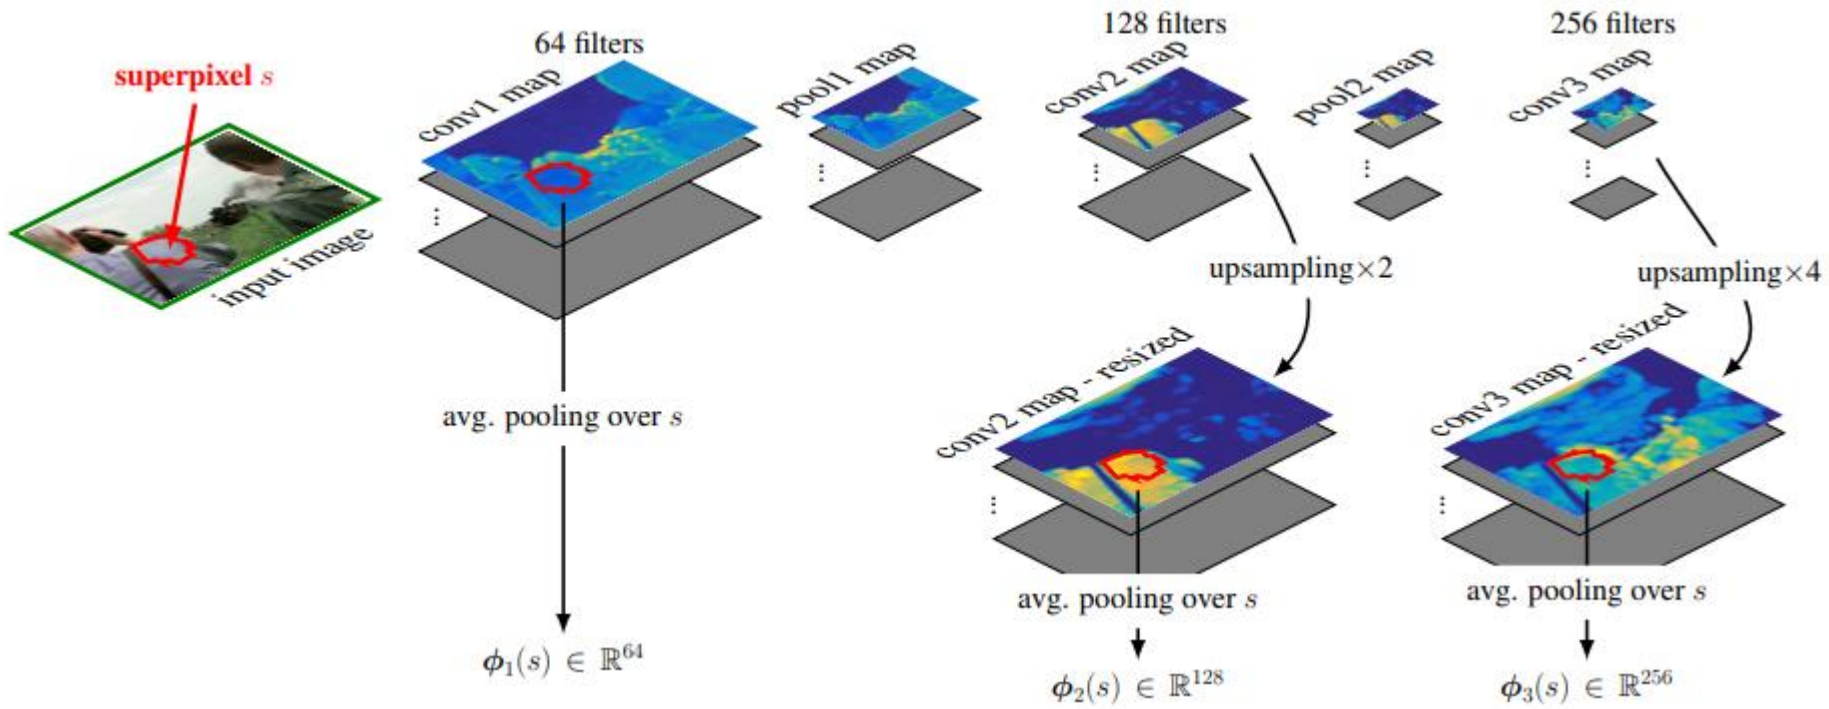 64 filters
128 filters
256 filters
superpixel s
conv1 map
pool1 map
conv2 map
pool2 map
conv3 map
input image
upsampling×2
upsampling×4
conv2 map - resized
conv3 map - resized
avg. pooling over s
avg. pooling over s
avg. pooling over s
ϕ₁(s) ∈ ℝ⁶⁴
ϕ₂(s) ∈ ℝ¹²⁸
ϕ₃(s) ∈ ℝ²⁵⁶